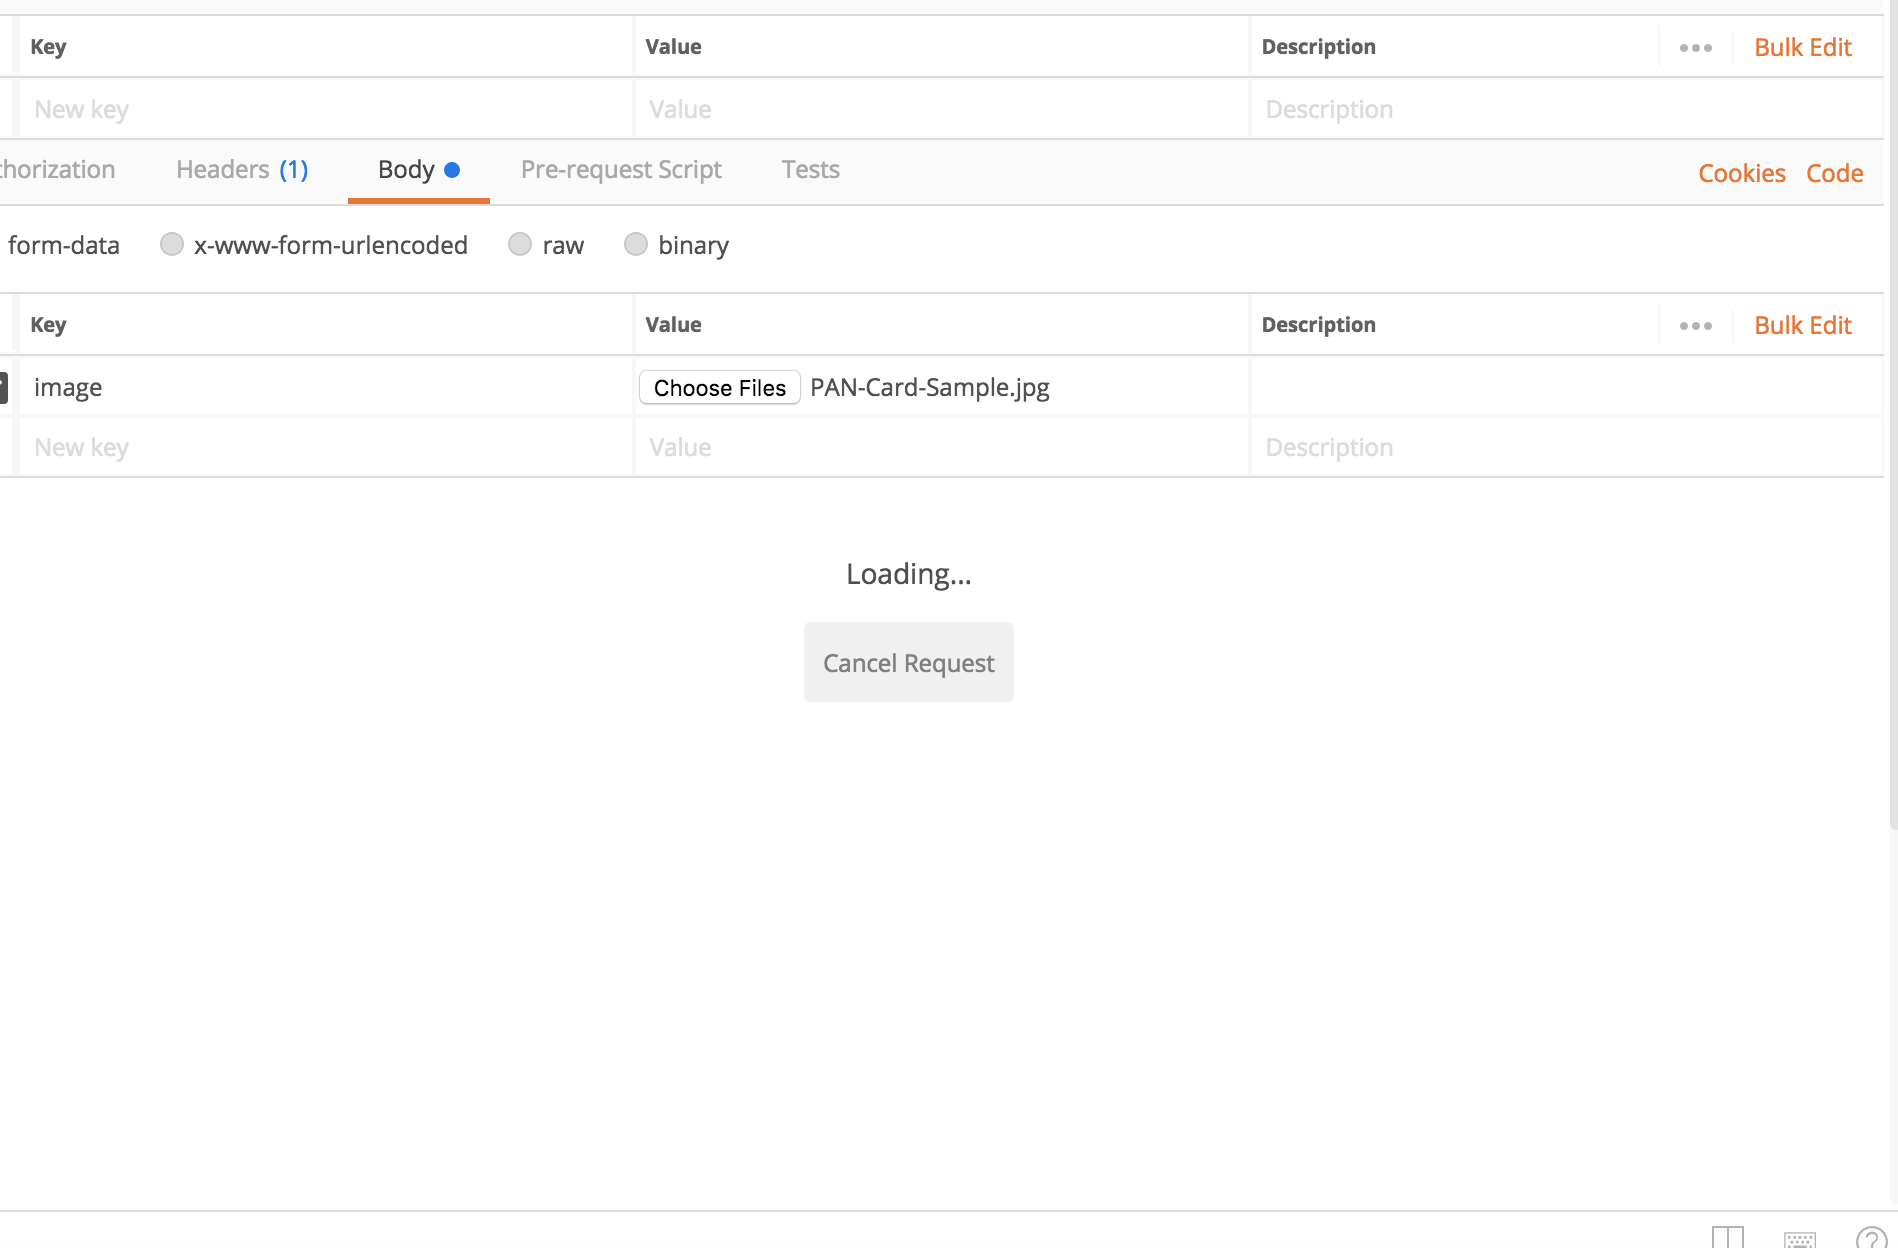 Key Value Description ••• Bulk Edit
New key Value Description
thorization Headers (1) Body Pre-request Script Tests Cookies Code
form-data x-www-form-urlencoded raw binary
Key Value Description ••• Bulk Edit
image Choose Files PAN-Card-Sample.jpg
New key Value Description
Loading...
Cancel Request
?